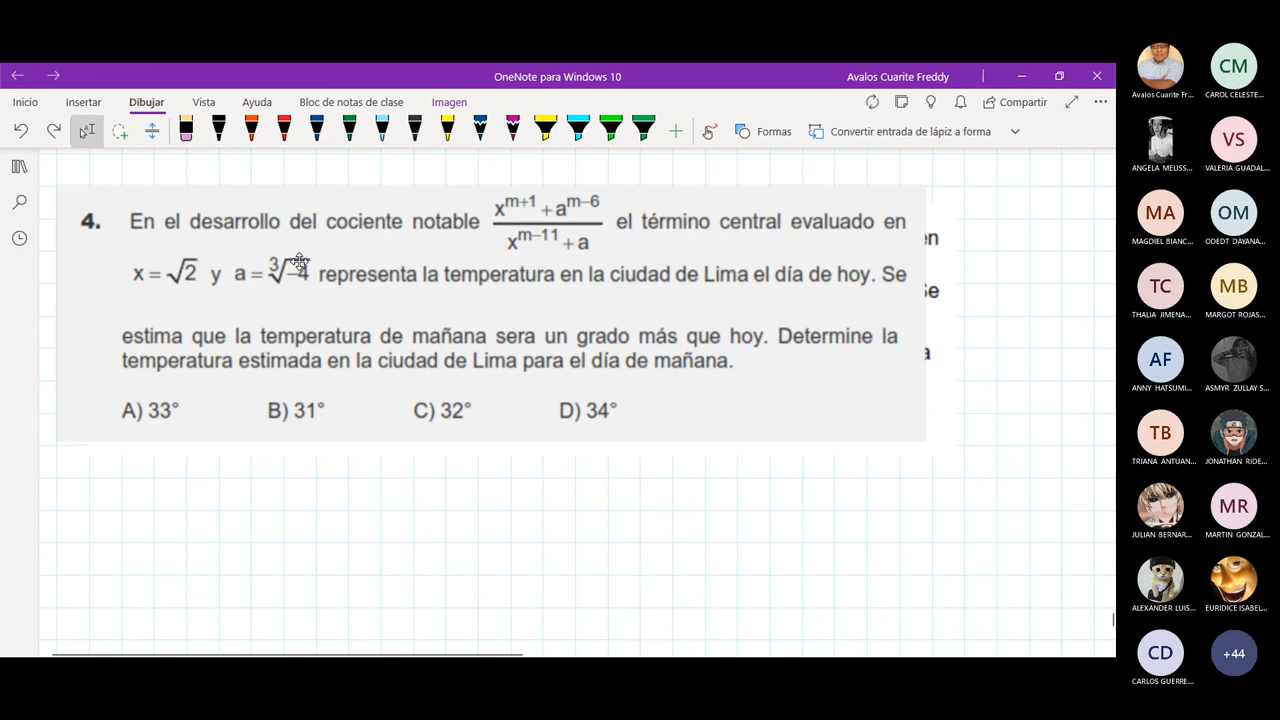 OneNote para Windows 10
Avalos Cuarite Freddy
Inicio
Insertar
Dibujar
Vista
Ayuda
Bloc de notas de clase
Imagen
Compartir
Formas
Convertir entrada de lápiz a forma
4. En el desarrollo del cociente notable (x^{m+1} + a^{m−6})/(x^{m−11} + a) el término central evaluado en
en
x = √2 y a = ∛−4 representa la temperatura en la ciudad de Lima el día de hoy. Se
Se
estima que la temperatura de mañana sera un grado más que hoy. Determine la
a
temperatura estimada en la ciudad de Lima para el día de mañana.
A) 33° B) 31° C) 32° D) 34°
Avalos Cuarite Fr...
CM
CAROL CELESTE...
ANGELA MELISS...
VS
VALERIA GUADAL...
MA
MAGDIEL BIANC...
OM
ODEDT DAYANA...
TC
THALIA JIMENA...
MB
MARGOT ROJAS...
AF
ANNY HATSUMI...
ASMYR ZULLAY S...
TB
TRIANA ANTUAN...
JONATHAN RIDE...
JULIAN BERNAR...
MR
MARTIN GONZAL...
ALEXANDER LUIS...
EURIDICE ISABEL...
CD
CARLOS GUERRE...
+44